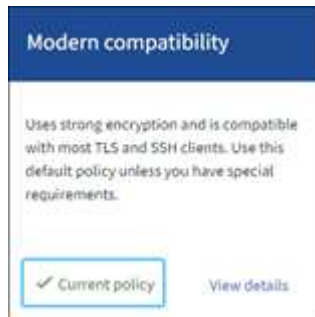 Modern compatibility
Uses strong encryption and is compatible
with most TLS and SSH clients. Use this
default policy unless you have special
requirements.
✓ Current policy
View details